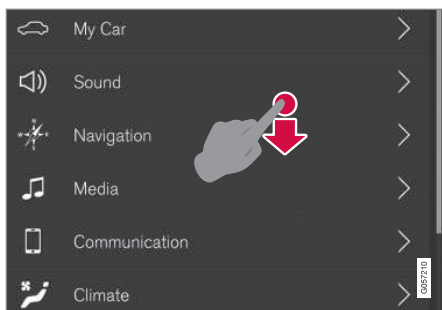 My Car
Sound
Navigation
Media
Communication
Climate
G057210